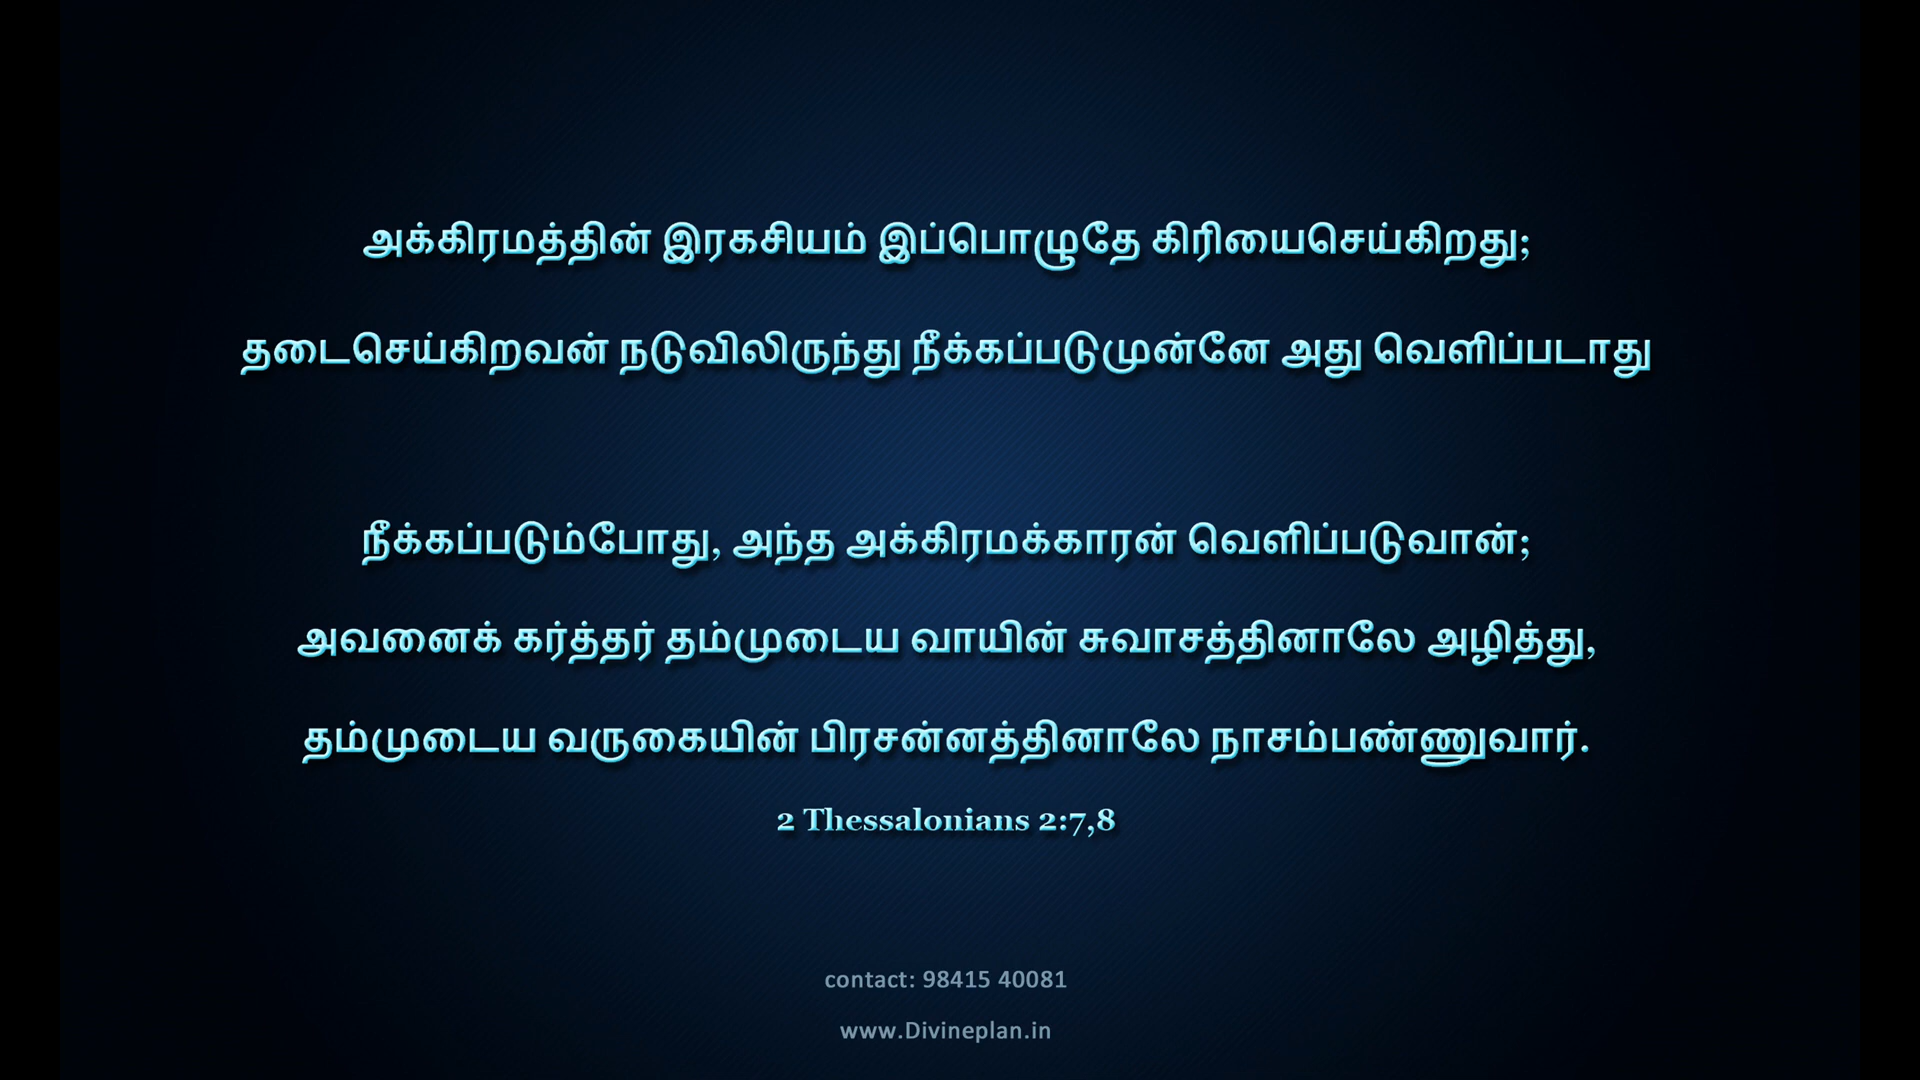 அக்கிரமத்தின் இரகசியம் இப்பொழுதே கிரியைசெய்கிறது;
தடைசெய்கிறவன் நடுவிலிருந்து நீக்கப்படுமுன்னே அது வெளிப்படாது
நீக்கப்படும்போது, அந்த அக்கிரமக்காரன் வெளிப்படுவான்;
அவனைக் கர்த்தர் தம்முடைய வாயின் சுவாசத்தினாலே அழித்து,
தம்முடைய வருகையின் பிரசன்னத்தினாலே நாசம்பண்ணுவார்.
2 Thessalonians 2:7,8
contact: 98415 40081
www.Divineplan.in